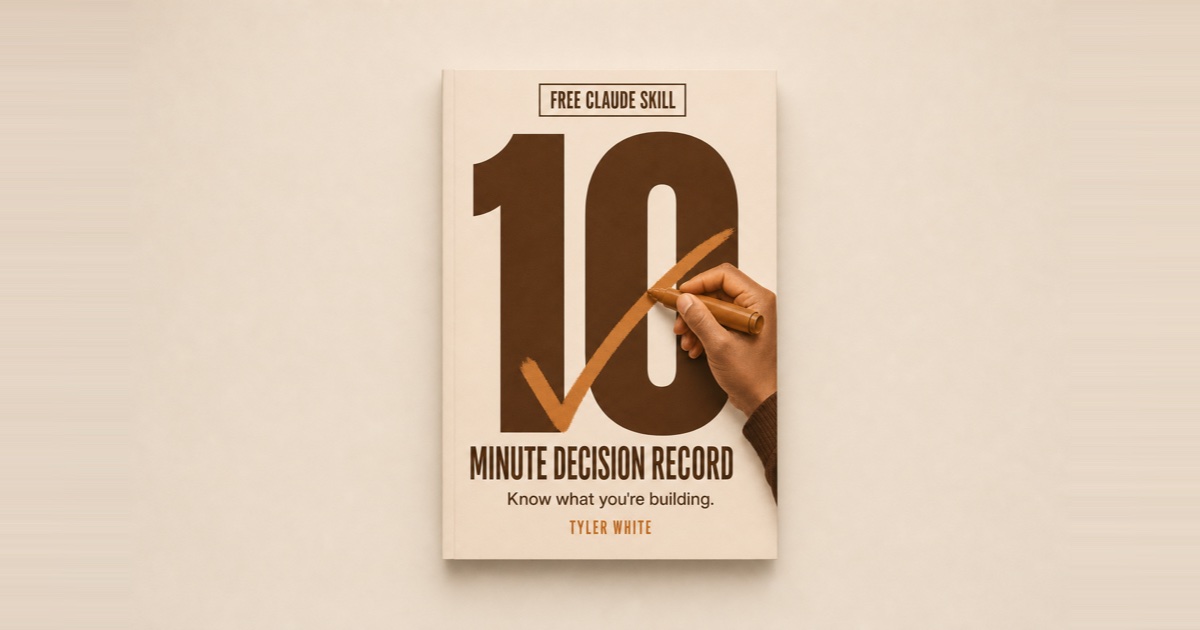 FREE CLAUDE SKILL
10
MINUTE DECISION RECORD
Know what you're building.
TYLER WHITE